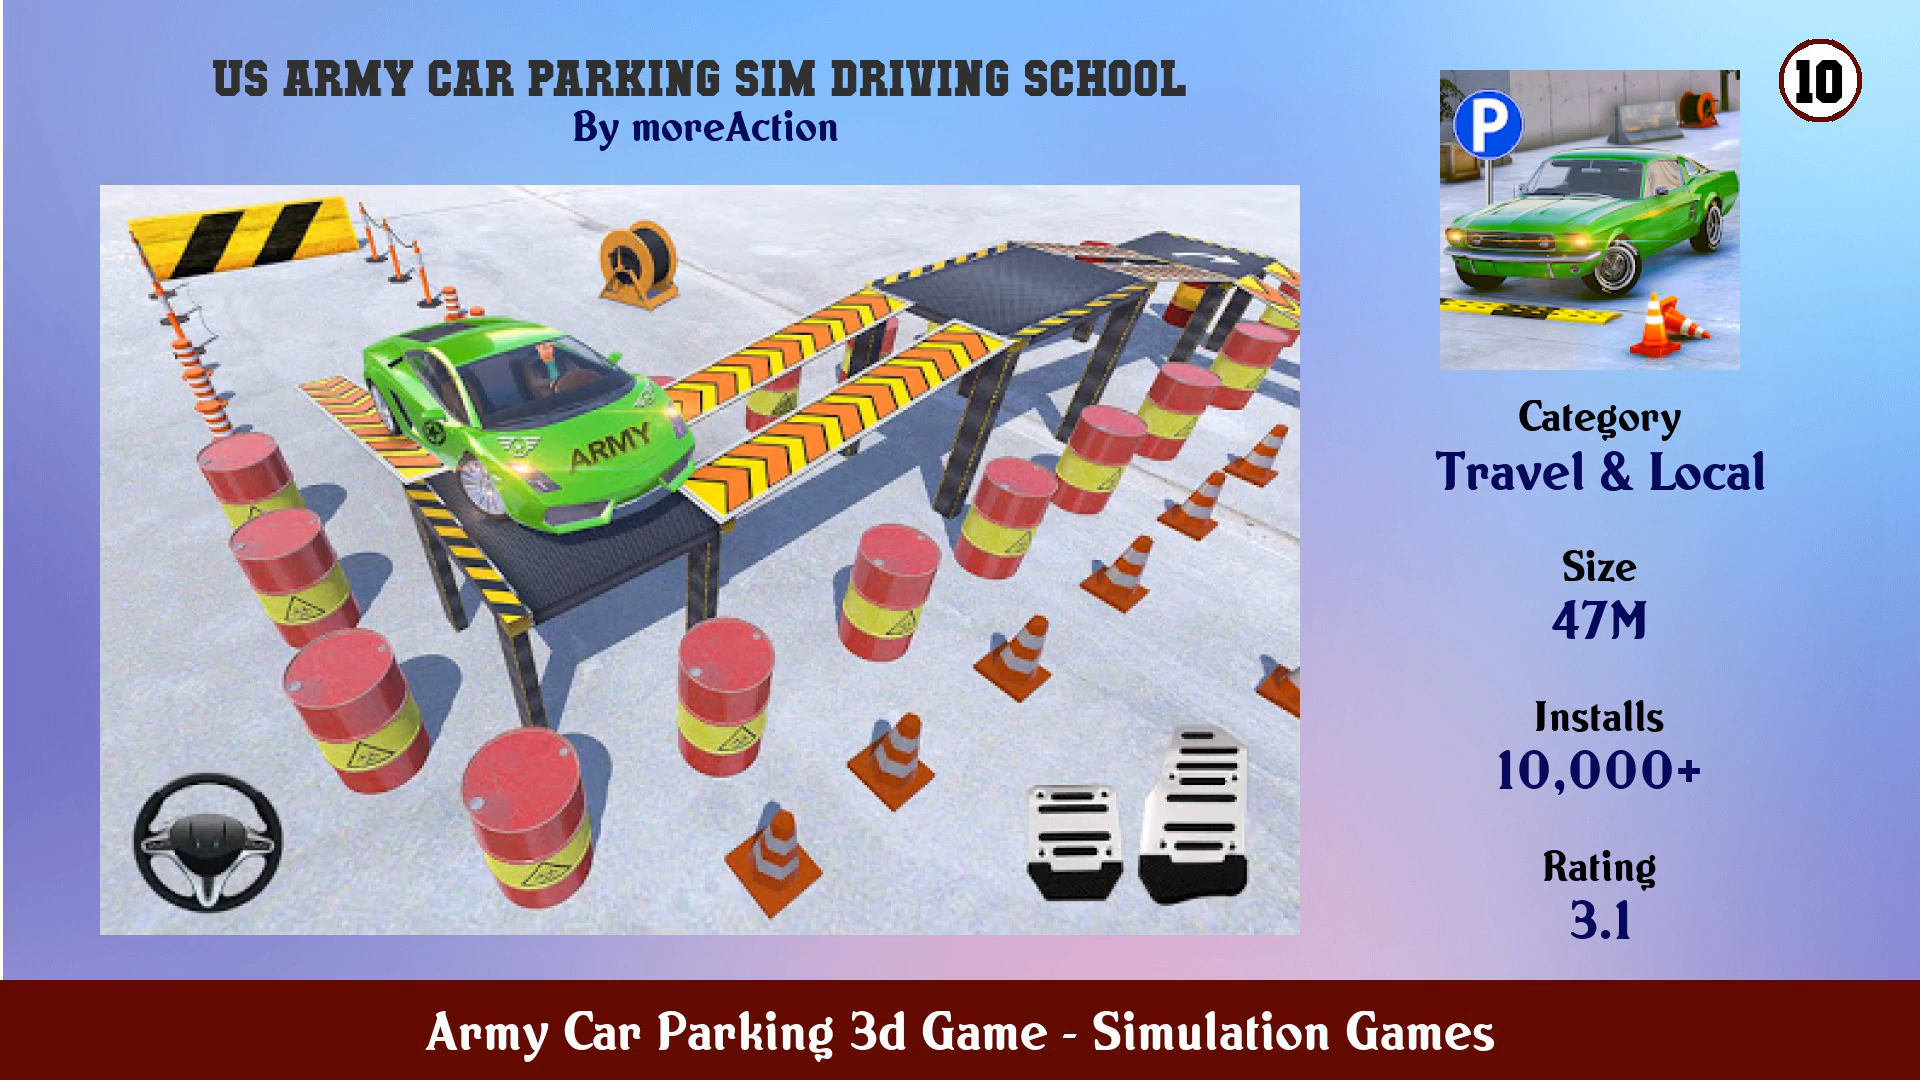 US ARMY CAR PARKING SIM DRIVING SCHOOL
By moreAction
10
P
ARMY
Category
Travel & Local
Size
47M
Installs
10,000+
Rating
3.1
Army Car Parking 3d Game - Simulation Games